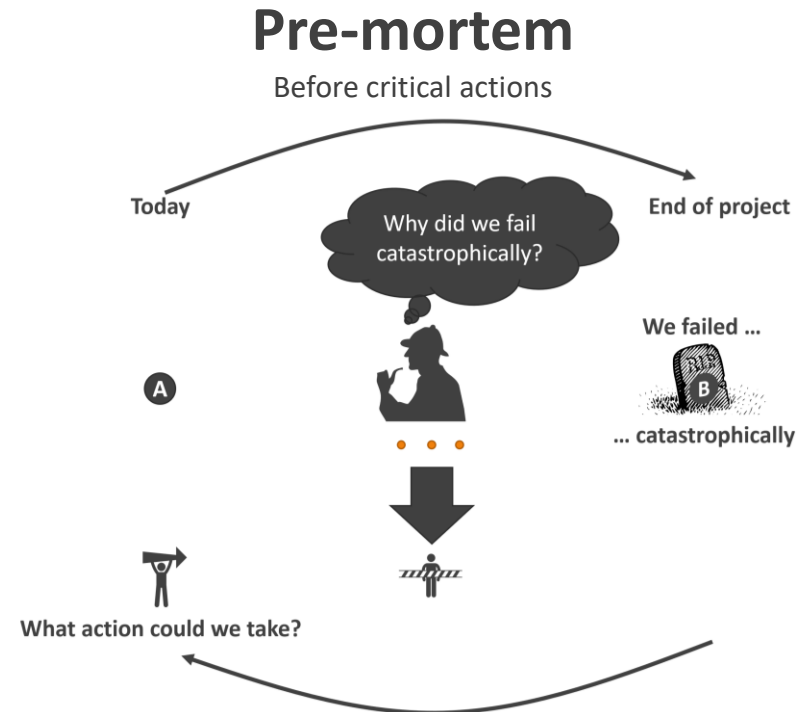 Pre-mortem
Before critical actions
Today
End of project
Why did we fail
catastrophically?
We failed ...
RIP
A
B
... catastrophically
What action could we take?